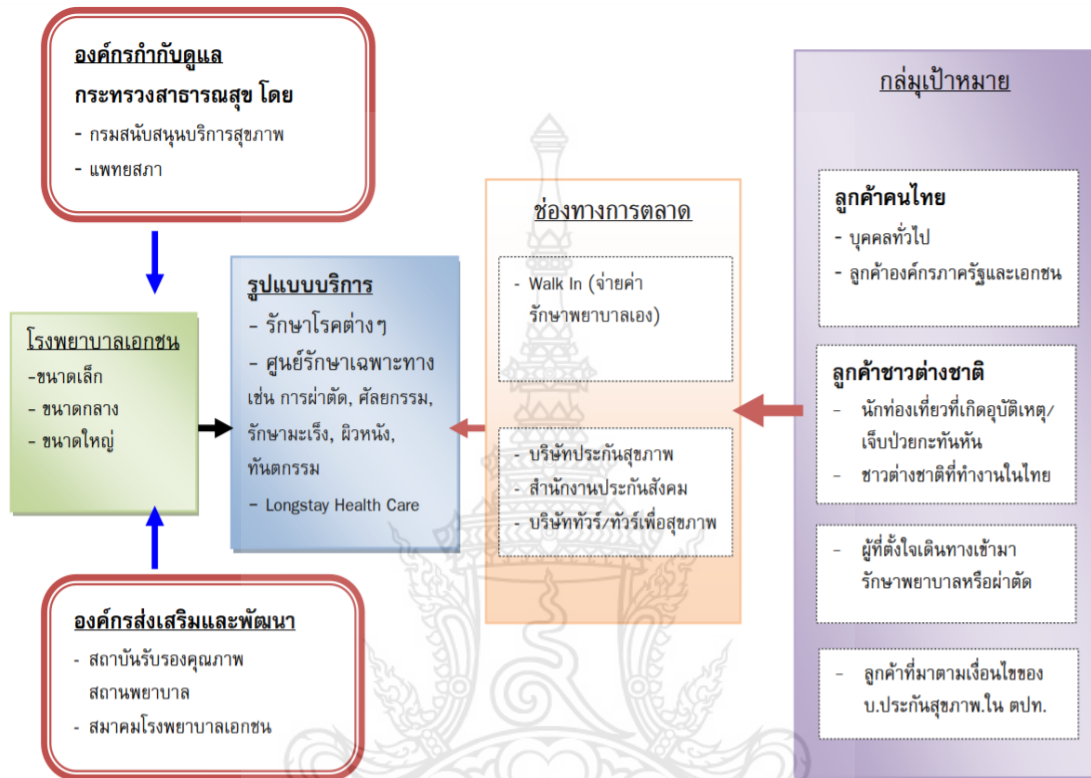 องค์กรกำกับดูแล
กระทรวงสาธารณสุข โดย
- กรมสนับสนุนบริการสุขภาพ
- แพทยสภา
โรงพยาบาลเอกชน
-ขนาดเล็ก
- ขนาดกลาง
- ขนาดใหญ่
องค์กรส่งเสริมและพัฒนา
- สถาบันรับรองคุณภาพ
สถานพยาบาล
- สมาคมโรงพยาบาลเอกชน
รูปแบบบริการ
- รักษาโรคต่างๆ
- ศูนย์รักษาเฉพาะทาง
เช่น การผ่าตัด, ศัลยกรรม,
รักษามะเร็ง, ผิวหนัง,
ทันตกรรม
- Longstay Health Care
ช่องทางการตลาด
- Walk In (จ่ายค่า
รักษาพยาบาลเอง)
- บริษัทประกันสุขภาพ
- สำนักงานประกันสังคม
- บริษัททัวร์/ทัวร์เพื่อสุขภาพ
กลุ่มเป้าหมาย
ลูกค้าคนไทย
- บุคคลทั่วไป
- ลูกค้าองค์กรภาครัฐและเอกชน
ลูกค้าชาวต่างชาติ
- นักท่องเที่ยวที่เกิดอุบัติเหตุ/
เจ็บป่วยกะทันหัน
- ชาวต่างชาติที่ทำงานในไทย
- ผู้ที่ตั้งใจเดินทางเข้ามา
รักษาพยาบาลหรือผ่าตัด
- ลูกค้าที่มาตามเงื่อนไขของ
บ.ประกันสุขภาพ.ใน ตปท.